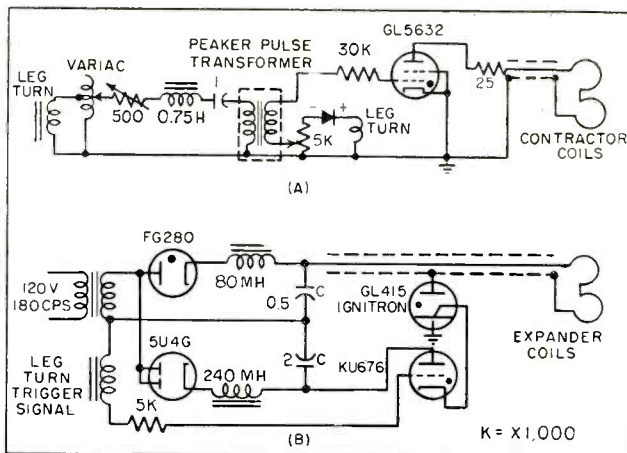 PEAKER PULSE
TRANSFORMER
GL5632
VARIAC
30K
LEG
TURN
500
0.75H
1
- +
5K
LEG
TURN
25
CONTRACTOR
COILS
(A)
FG280
120V
180CPS
80MH
C
0.5
GL415
IGNITRON
EXPANDER
COILS
5U4G
2 C
KU676
LEG
TURN
TRIGGER
SIGNAL
240 MH
5K
(B)
K = X1,000